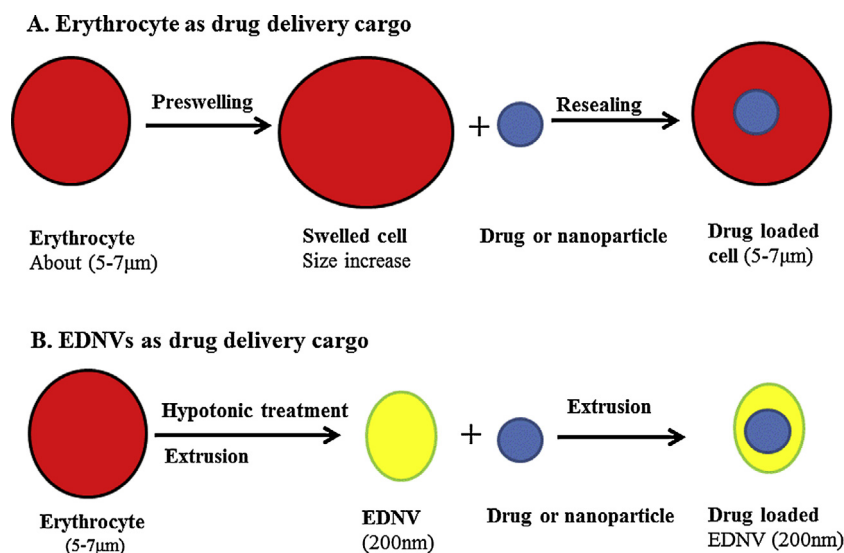 A. Erythrocyte as drug delivery cargo
Preswelling
+
Resealing
Erythrocyte
About (5-7μm)
Swelled cell
Size increase
Drug or nanoparticle
Drug loaded
cell (5-7μm)
B. EDNVs as drug delivery cargo
Hypotonic treatment
Extrusion
+
Extrusion
Erythrocyte
(5-7μm)
EDNV
(200nm)
Drug or nanoparticle
Drug loaded
EDNV (200nm)